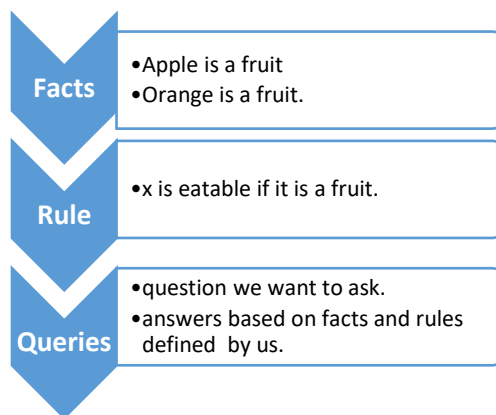 Facts
•Apple is a fruit
•Orange is a fruit.
Rule
•x is eatable if it is a fruit.
Queries
•question we want to ask.
•answers based on facts and rules
defined by us.